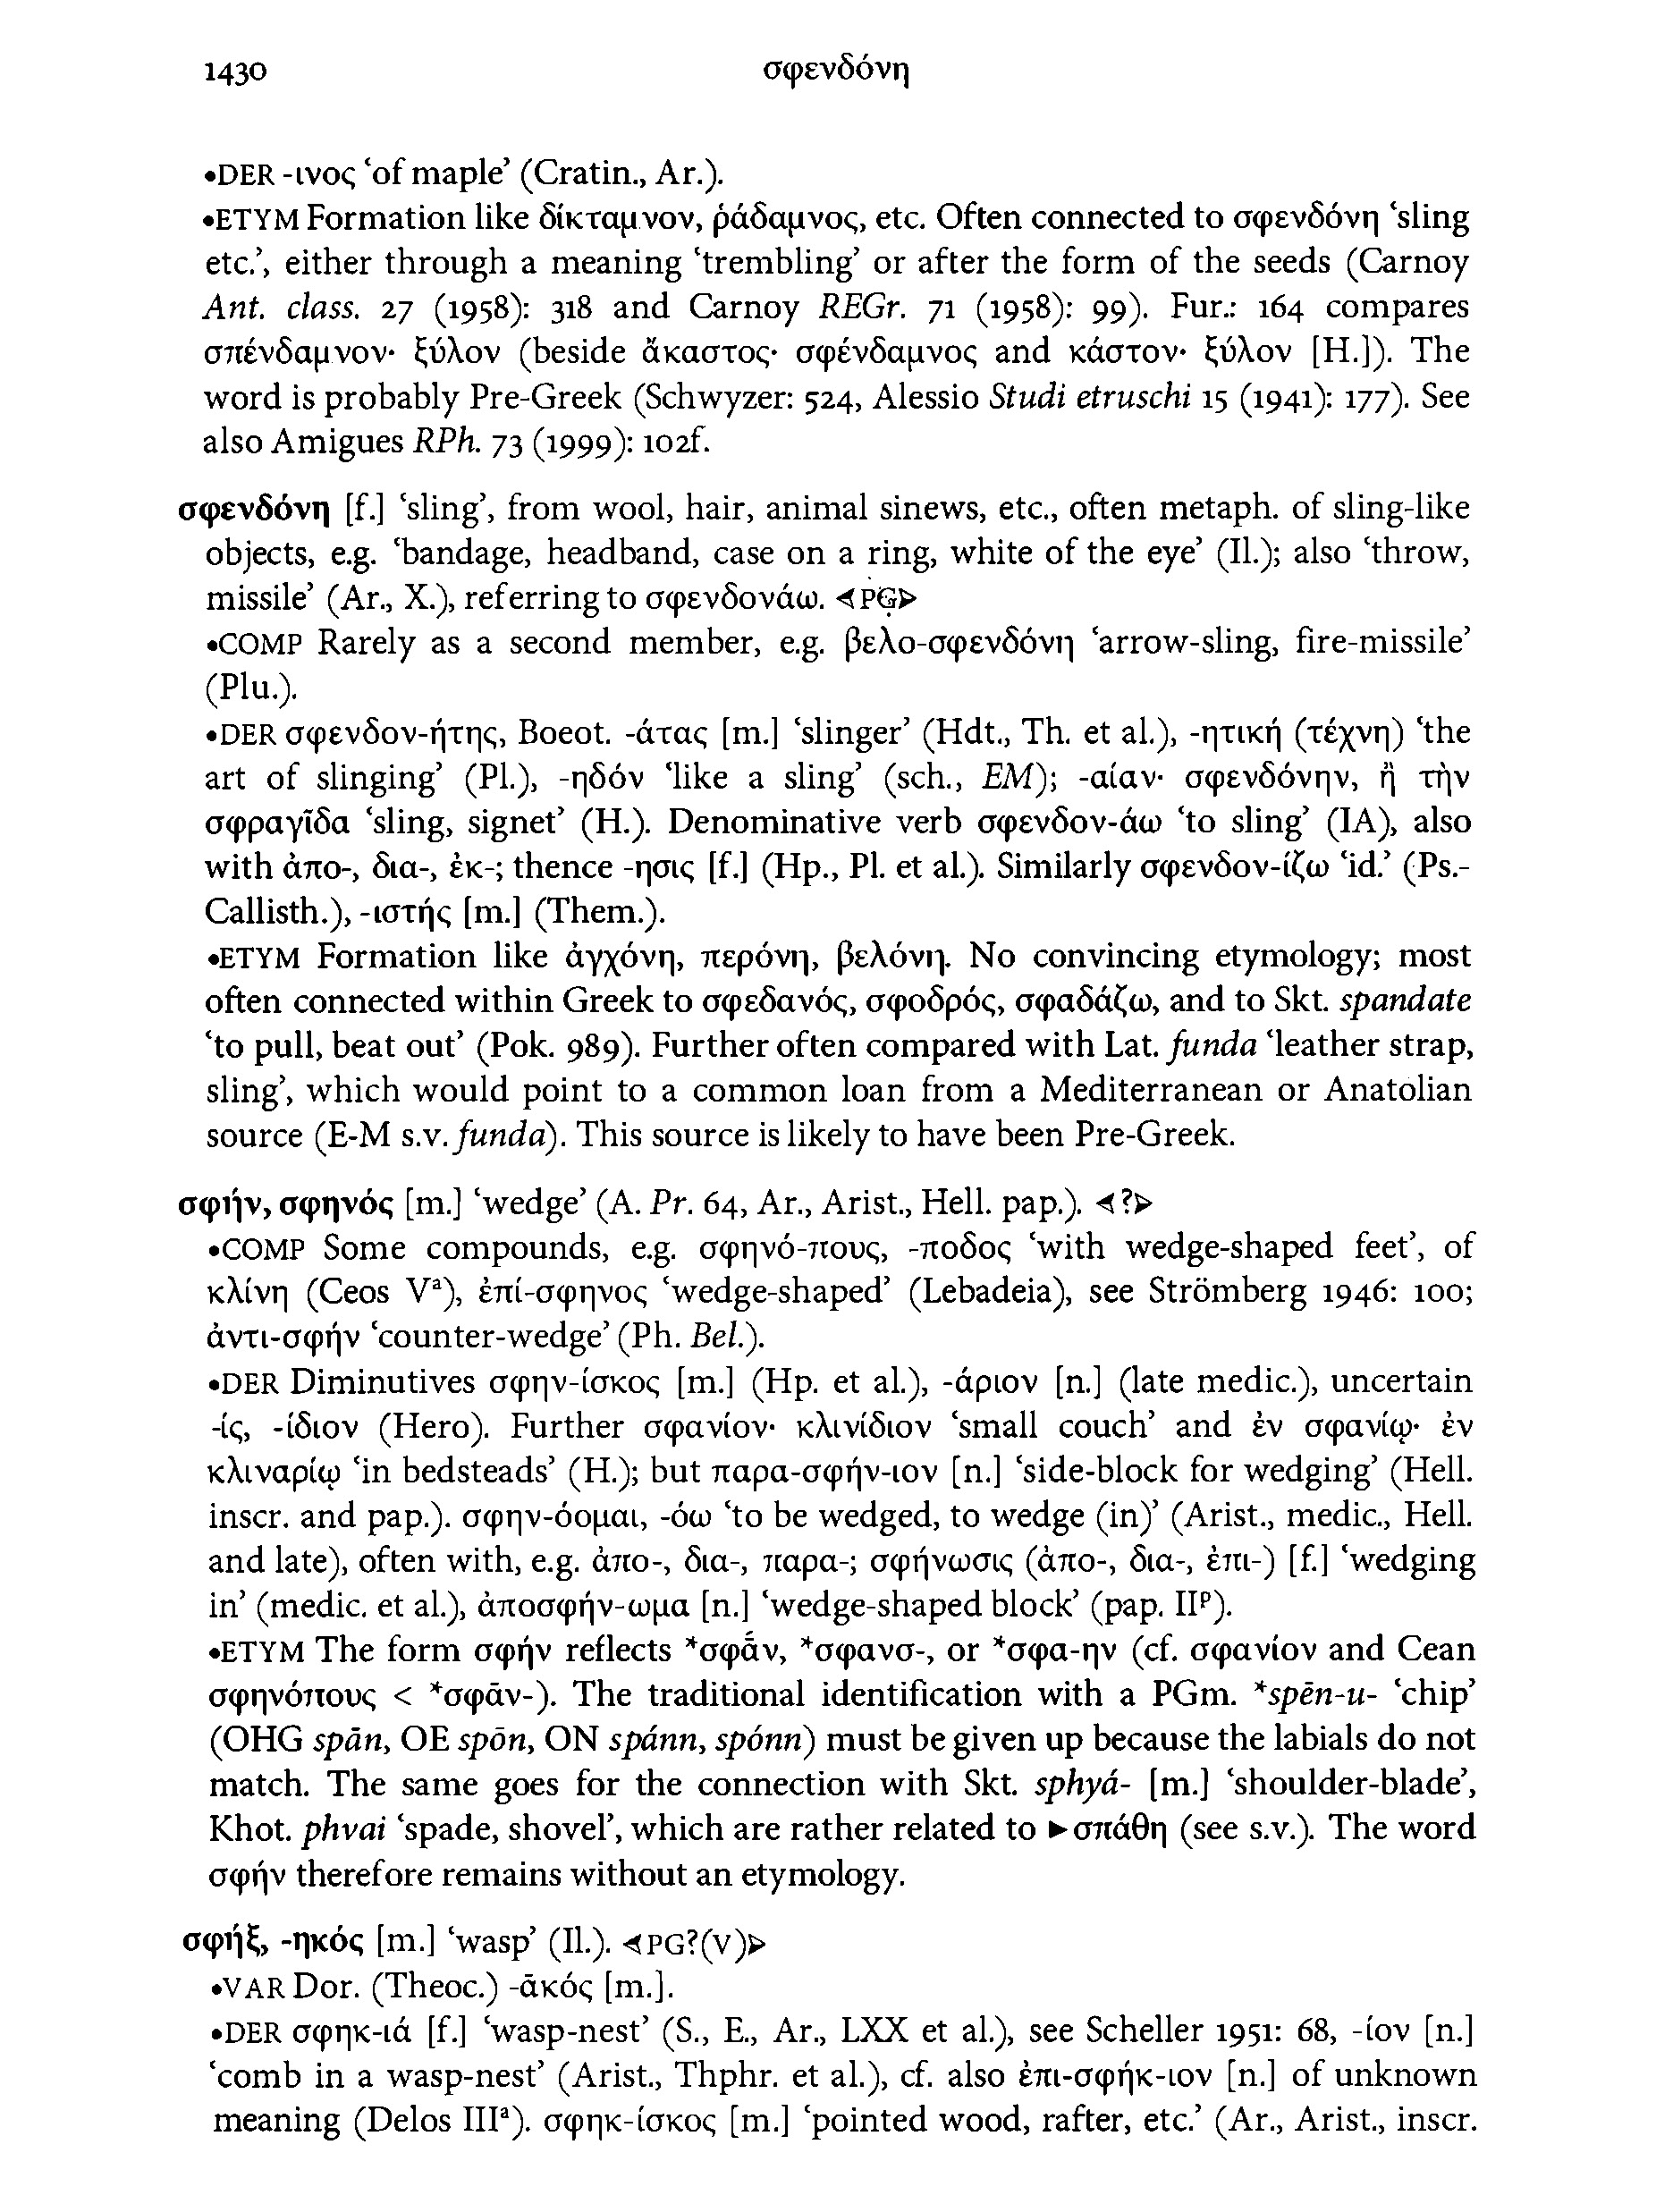 1430
σφενδόνη
•DER -ινος ‘of maple’ (Cratin., Ar.).
•ETYM Formation like δίκταμνον, ῥάδαμνος, etc. Often connected to σφενδόνη ‘sling
etc.’, either through a meaning ‘trembling’ or after the form of the seeds (Carnoy
Ant. class. 27 (1958): 318 and Carnoy REGr. 71 (1958): 99). Fur.: 164 compares
σπένδαμνον· ξύλον (beside ἄκαστος· σφένδαμνος and κάστον· ξύλον [H.]). The
word is probably Pre-Greek (Schwyzer: 524, Alessio Studi etruschi 15 (1941): 177). See
also Amigues RPh. 73 (1999): 102f.
σφενδόνη [f.] ‘sling’, from wool, hair, animal sinews, etc., often metaph. of sling-like
objects, e.g. ‘bandage, headband, case on a ring, white of the eye’ (Il.); also ‘throw,
missile’ (Ar., X.), referring to σφενδονάω. ⊲PG⊳
•COMP Rarely as a second member, e.g. βελο-σφενδόνη ‘arrow-sling, fire-missile’
(Plu.).
•DER σφενδον-ήτης, Boeot. -άτας [m.] ‘slinger’ (Hdt., Th. et al.), -ητική (τέχνη) ‘the
art of slinging’ (Pl.), -ηδόν ‘like a sling’ (sch., EM); -αίαν· σφενδόνην, ἢ τὴν
σφραγῖδα ‘sling, signet’ (H.). Denominative verb σφενδον-άω ‘to sling’ (IA), also
with ἀπο-, δια-, ἐκ-; thence -ησις [f.] (Hp., Pl. et al.). Similarly σφενδον-ίζω ‘id.’ (Ps.-
Callisth.), -ιστής [m.] (Them.).
•ETYM Formation like ἀγχόνη, περόνη, βελόνη. No convincing etymology; most
often connected within Greek to σφεδανός, σφοδρός, σφαδάζω, and to Skt. spandate
‘to pull, beat out’ (Pok. 989). Further often compared with Lat. funda ‘leather strap,
sling’, which would point to a common loan from a Mediterranean or Anatolian
source (E-M s.v. funda). This source is likely to have been Pre-Greek.
σφήν, σφηνός [m.] ‘wedge’ (A. Pr. 64, Ar., Arist., Hell. pap.). ⊲?⊳
•COMP Some compounds, e.g. σφηνό-πους, -ποδος ‘with wedge-shaped feet’, of
κλίνη (Ceos Vᵃ), ἐπί-σφηνος ‘wedge-shaped’ (Lebadeia), see Strömberg 1946: 100;
ἀντι-σφήν ‘counter-wedge’ (Ph. Bel.).
•DER Diminutives σφην-ίσκος [m.] (Hp. et al.), -άριον [n.] (late medic.), uncertain
-ίς, -ίδιον (Hero). Further σφανίον· κλινίδιον ‘small couch’ and ἐν σφανίῳ· ἐν
κλιναρίῳ ‘in bedsteads’ (H.); but παρα-σφήν-ιον [n.] ‘side-block for wedging’ (Hell.
inscr. and pap.). σφην-όομαι, -όω ‘to be wedged, to wedge (in)’ (Arist., medic., Hell.
and late), often with, e.g. ἀπο-, δια-, παρα-; σφήνωσις (ἀπο-, δια-, ἐπι-) [f.] ‘wedging
in’ (medic. et al.), ἀποσφήν-ωμα [n.] ‘wedge-shaped block’ (pap. IIᵖ).
•ETYM The form σφήν reflects *σφᾱ́ν, *σφανσ-, or *σφα-ην (cf. σφανίον and Cean
σφηνόπους < *σφᾱν-). The traditional identification with a PGm. *spēn-u- ‘chip’
(OHG spān, OE spōn, ON spánn, spónn) must be given up because the labials do not
match. The same goes for the connection with Skt. sphyá- [m.] ‘shoulder-blade’,
Khot. phvai ‘spade, shovel’, which are rather related to ►σπάθη (see s.v.). The word
σφήν therefore remains without an etymology.
σφήξ, -ηκός [m.] ‘wasp’ (Il.). ⊲PG?(V)⊳
•VAR Dor. (Theoc.) -ᾱκός [m.].
•DER σφηκ-ιά [f.] ‘wasp-nest’ (S., E., Ar., LXX et al.), see Scheller 1951: 68, -ίον [n.]
‘comb in a wasp-nest’ (Arist., Thphr. et al.), cf. also ἐπι-σφήκ-ιον [n.] of unknown
meaning (Delos IIIᵃ). σφηκ-ίσκος [m.] ‘pointed wood, rafter, etc.’ (Ar., Arist., inscr.